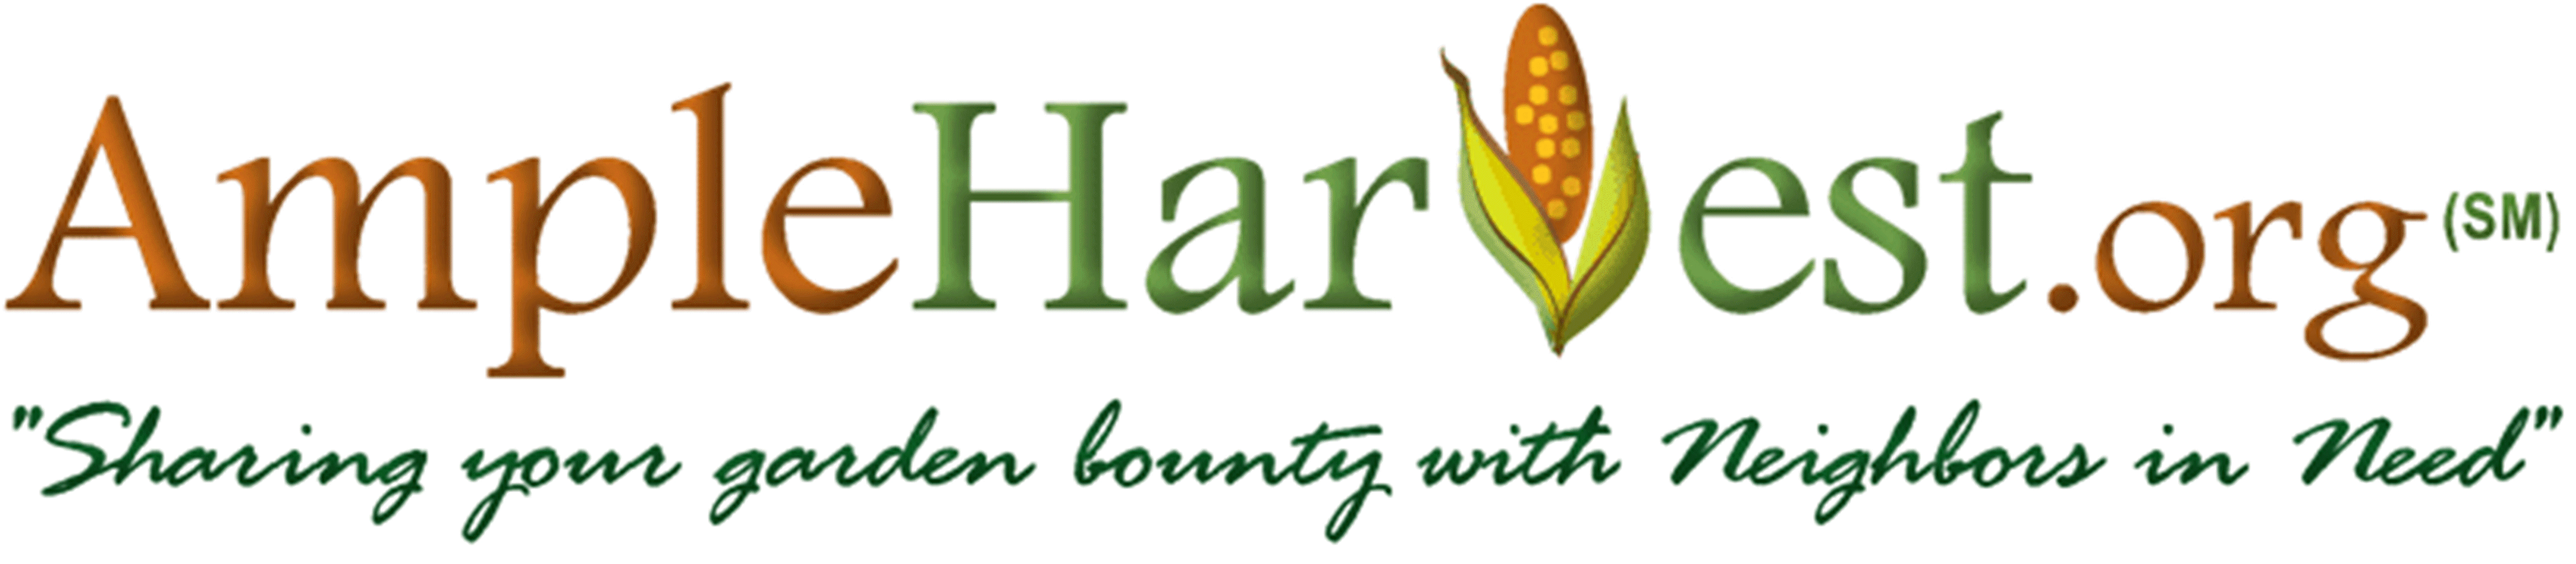 AmpleHarvest.org(SM)
"Sharing your garden bounty with Neighbors in Need"